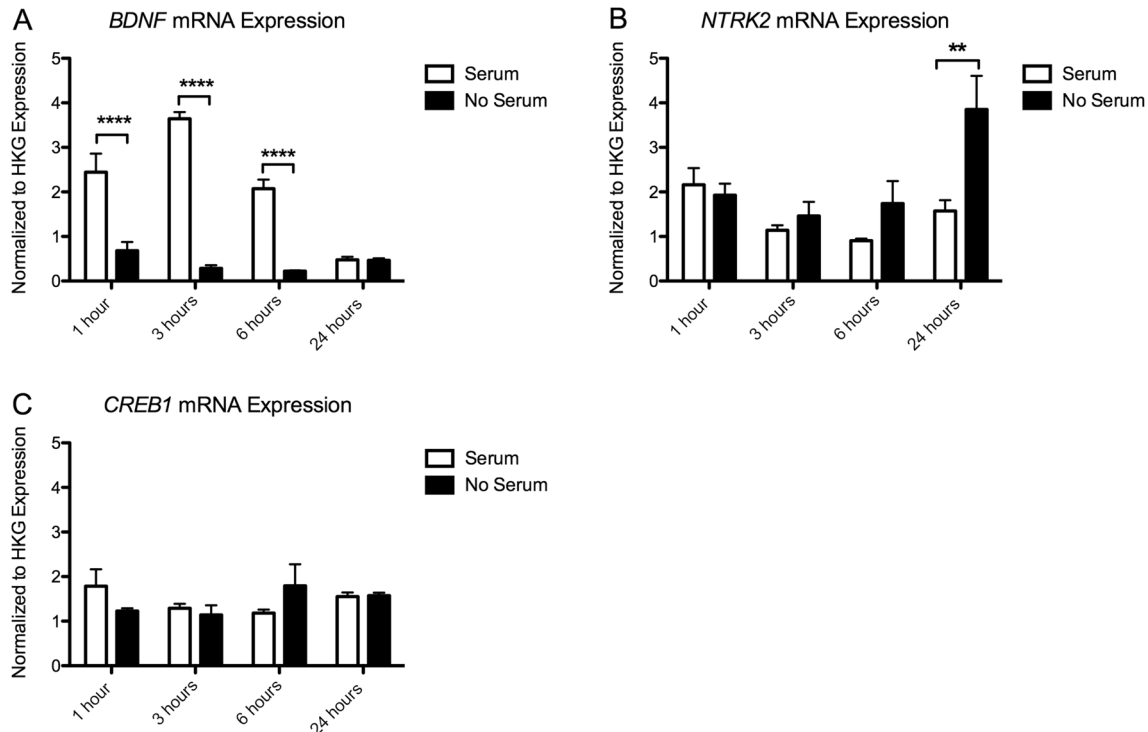 A
BDNF mRNA Expression
Normalized to HKG Expression
5
4
3
2
1
0
****
****
****
1 hour
3 hours
6 hours
24 hours
Serum
No Serum
B
NTRK2 mRNA Expression
Normalized to HKG Expression
5
4
3
2
1
0
**
1 hour
3 hours
6 hours
24 hours
Serum
No Serum
C
CREB1 mRNA Expression
Normalized to HKG Expression
5
4
3
2
1
0
1 hour
3 hours
6 hours
24 hours
Serum
No Serum